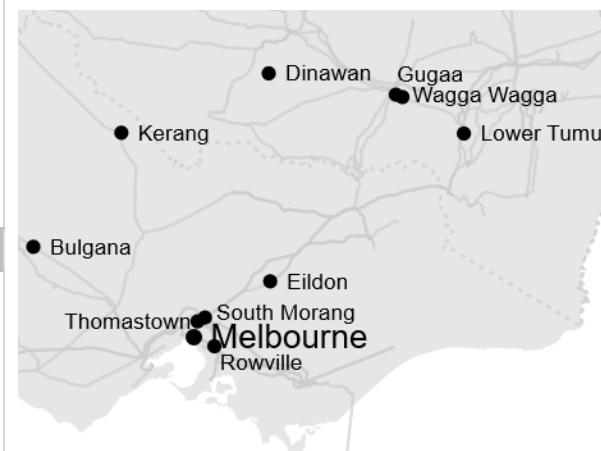 Dinawan
Gugaa
Wagga Wagga
Kerang
Lower Tumu
Bulgana
Eildon
South Morang
Thomastown
Melbourne
Rowville